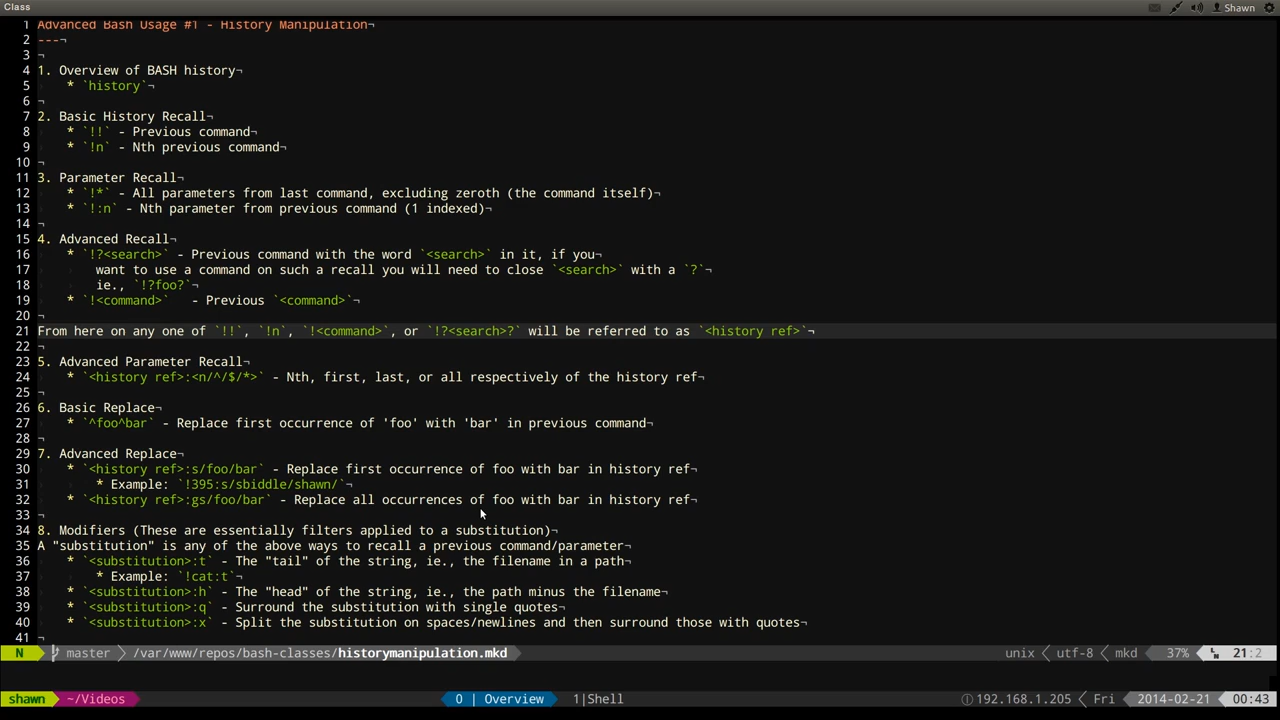 Class
Shawn
1 Advanced Bash Usage #1 - History Manipulation¬
2 ---¬
3 ¬
4 1. Overview of BASH history¬
5 * `history`¬
6 ¬
7 2. Basic History Recall¬
8 * `!!` - Previous command¬
9 * `!n` - Nth previous command¬
10 ¬
11 3. Parameter Recall¬
12 * `!*` - All parameters from last command, excluding zeroth (the command itself)¬
13 * `!:n` - Nth parameter from previous command (1 indexed)¬
14 ¬
15 4. Advanced Recall¬
16 * `!?<search>` - Previous command with the word `<search>` in it, if you¬
17 want to use a command on such a recall you will need to close `<search>` with a `?`¬
18 ie., `!?foo?`¬
19 * `!<command>` - Previous `<command>`¬
20 ¬
21 From here on any one of `!!`, `!n`, `!<command>`, or `!?<search>?` will be referred to as `<history ref>`¬
22 ¬
23 5. Advanced Parameter Recall¬
24 * `<history ref>:<n/^/$/*>` - Nth, first, last, or all respectively of the history ref¬
25 ¬
26 6. Basic Replace¬
27 * `^foo^bar` - Replace first occurrence of 'foo' with 'bar' in previous command¬
28 ¬
29 7. Advanced Replace¬
30 * `<history ref>:s/foo/bar` - Replace first occurrence of foo with bar in history ref¬
31 * Example: `!395:s/sbiddle/shawn/`¬
32 * `<history ref>:gs/foo/bar` - Replace all occurrences of foo with bar in history ref¬
33 ¬
34 8. Modifiers (These are essentially filters applied to a substitution)¬
35 A "substitution" is any of the above ways to recall a previous command/parameter¬
36 * `<substitution>:t` - The "tail" of the string, ie., the filename in a path¬
37 * Example: `!cat:t`¬
38 * `<substitution>:h` - The "head" of the string, ie., the path minus the filename¬
39 * `<substitution>:q` - Surround the substitution with single quotes¬
40 * `<substitution>:x` - Split the substitution on spaces/newlines and then surround those with quotes¬
41 ¬
N master /var/www/repos/bash-classes/historymanipulation.mkd unix utf-8 mkd 37% 21:2
shawn ~/Videos 0 | Overview 1|Shell 192.168.1.205 Fri 2014-02-21 00:43